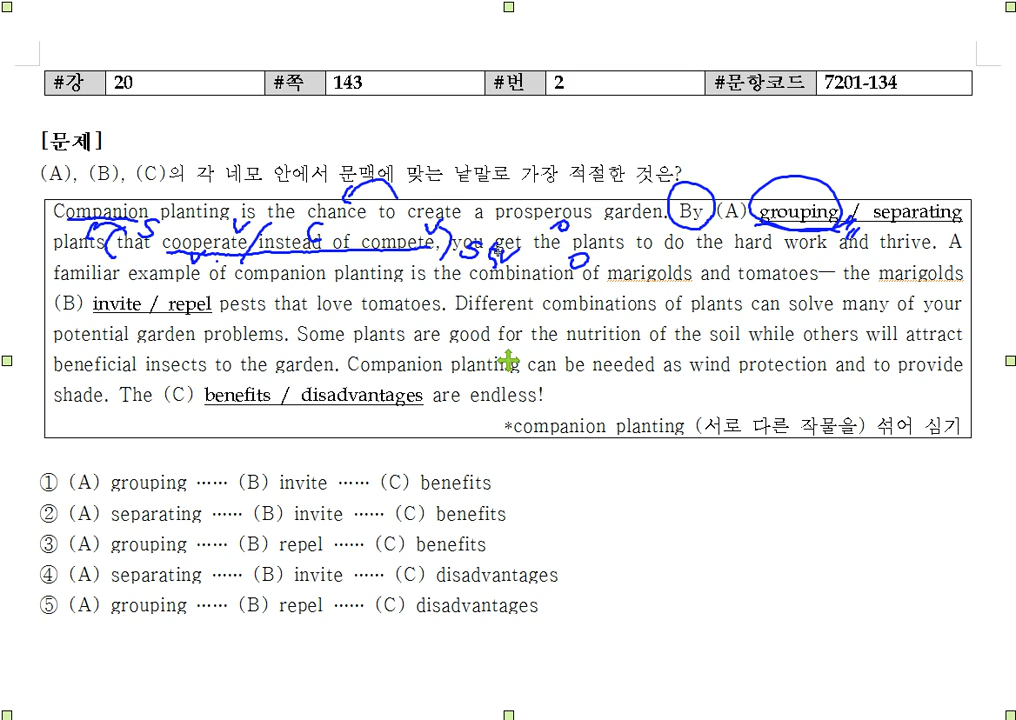 #강 20 #쪽 143 #번 2 #문항코드 7201-134
[문제]
(A), (B), (C)의 각 네모 안에서 문맥에 맞는 낱말로 가장 적절한 것은?
Companion planting is the chance to create a prosperous garden. By (A) grouping / separating
plants that cooperate instead of compete, you get the plants to do the hard work and thrive. A
familiar example of companion planting is the combination of marigolds and tomatoes— the marigolds
(B) invite / repel pests that love tomatoes. Different combinations of plants can solve many of your
potential garden problems. Some plants are good for the nutrition of the soil while others will attract
beneficial insects to the garden. Companion planting can be needed as wind protection and to provide
shade. The (C) benefits / disadvantages are endless!
*companion planting (서로 다른 작물을) 섞어 심기
① (A) grouping …… (B) invite …… (C) benefits
② (A) separating …… (B) invite …… (C) benefits
③ (A) grouping …… (B) repel …… (C) benefits
④ (A) separating …… (B) invite …… (C) disadvantages
⑤ (A) grouping …… (B) repel …… (C) disadvantages